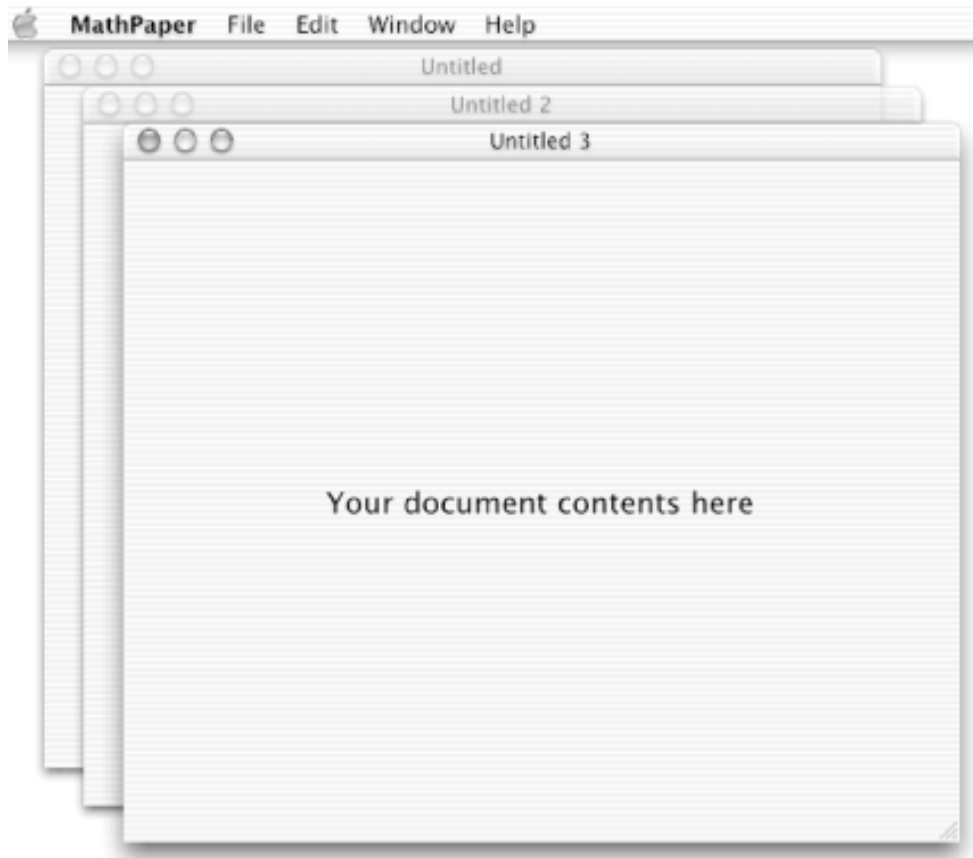 MathPaper File Edit Window Help
Untitled
Untitled 2
Untitled 3
Your document contents here